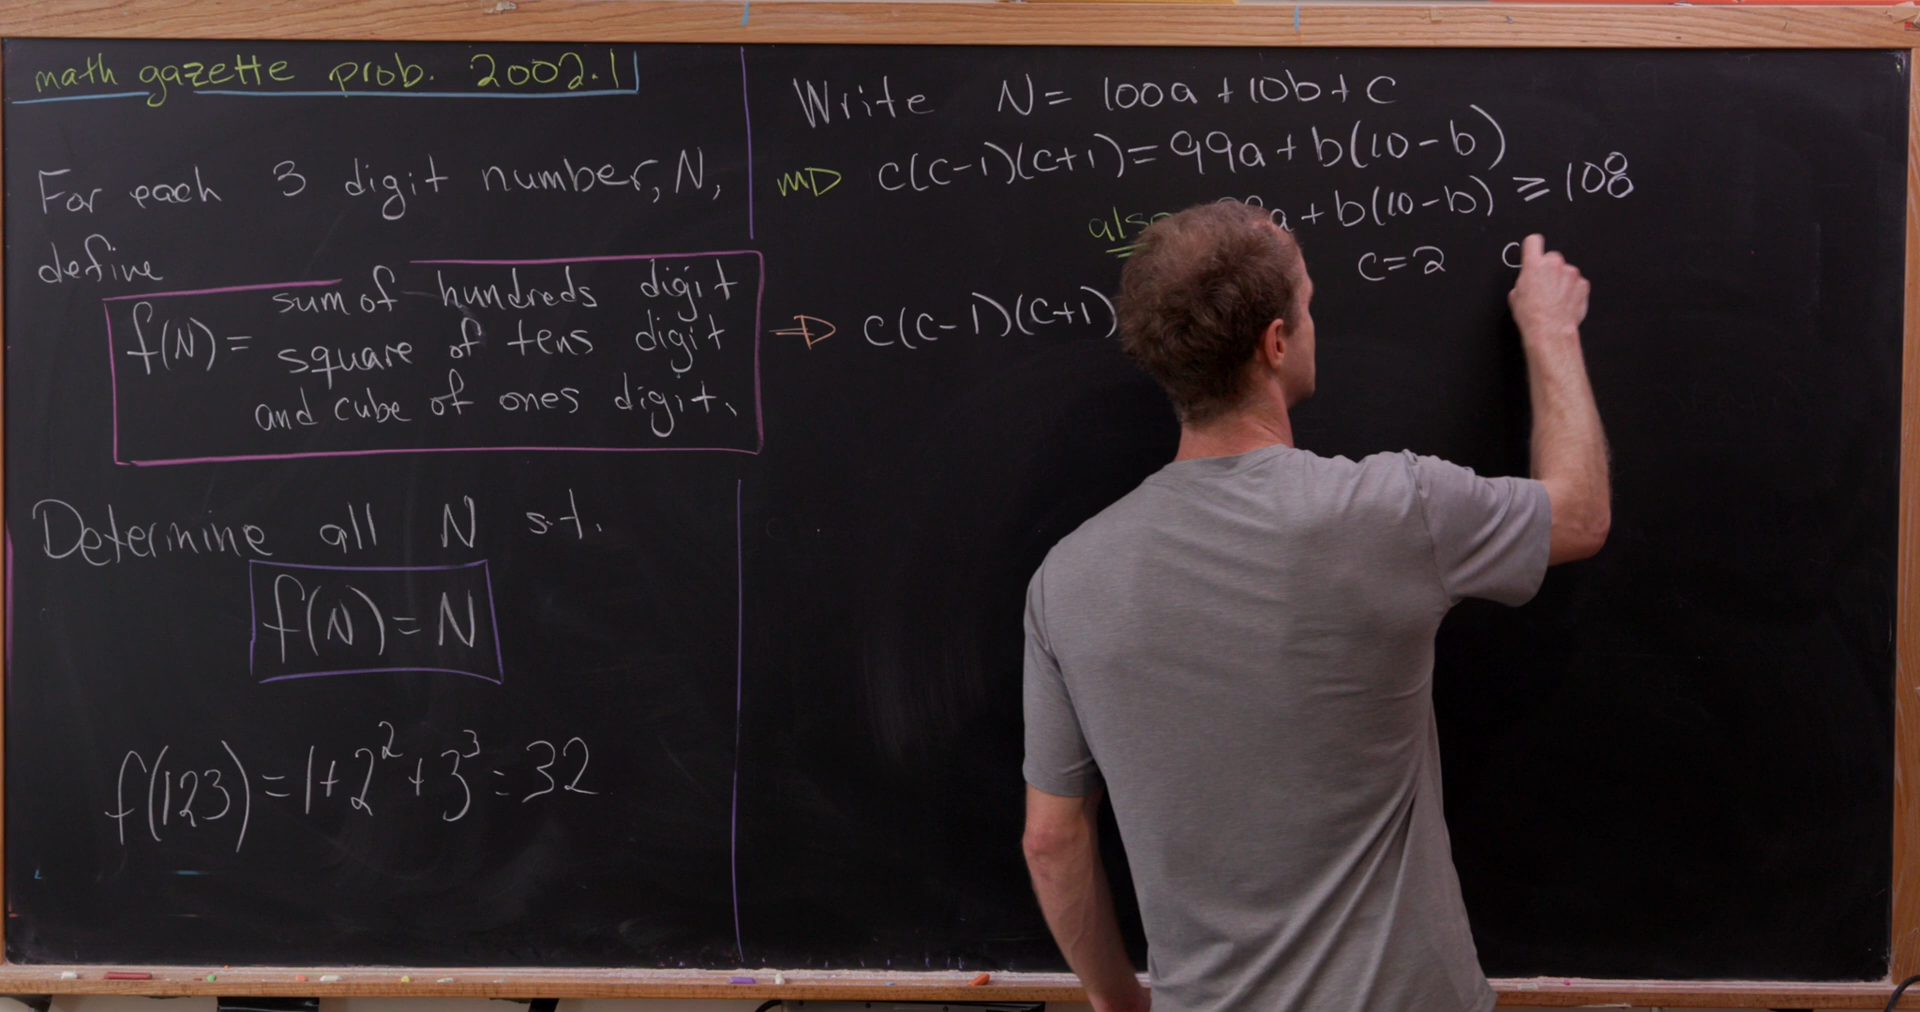 math gazette prob. 2002.1
For each 3 digit number, N,
define
f(N) = sum of hundreds digit
square of tens digit
and cube of ones digit.
Determine all N s.t.
f(N) = N
f(123) = 1+2²+3³ = 32
Write N = 100a + 10b + c
c(c-1)(c+1) = 99a + b(10-b)
also a + b(10-b) ≥ 108
c=2 c
⇒ c(c-1)(c+1)